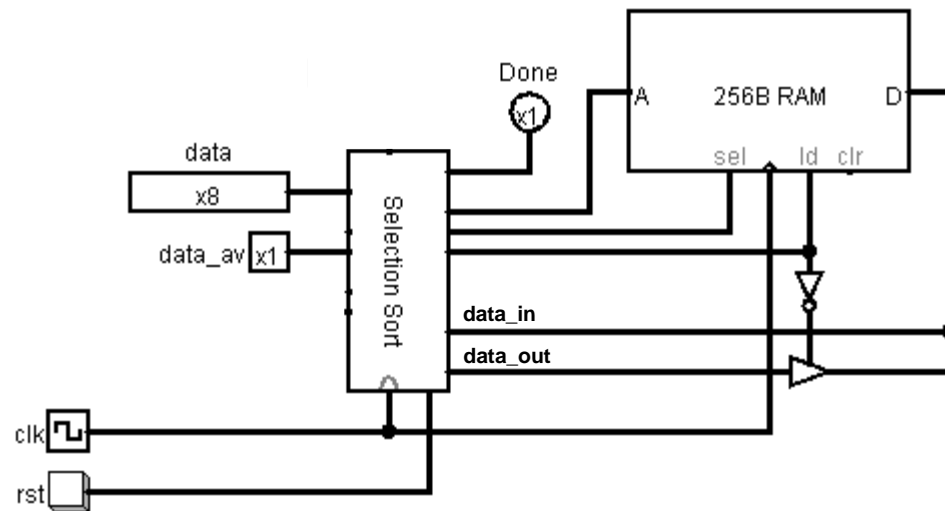 Done
x1
A
256B RAM
D
sel
ld
clr
data
x8
data_av
x1
Selection Sort
data_in
data_out
clk
rst